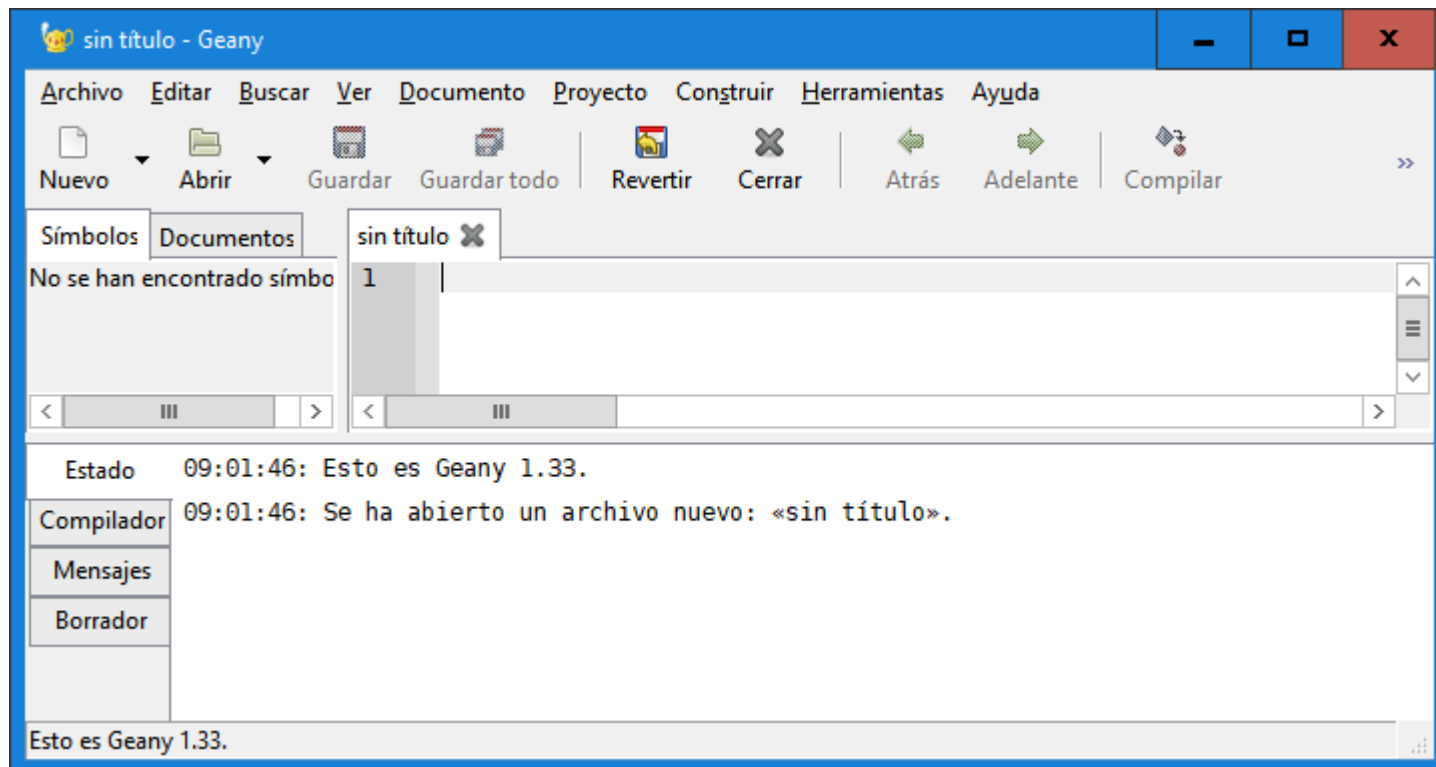 sin título - Geany
Archivo Editar Buscar Ver Documento Proyecto Construir Herramientas Ayuda
Nuevo Abrir Guardar Guardar todo Revertir Cerrar Atrás Adelante Compilar
Símbolos Documentos sin título
No se han encontrado símbo 1
Estado 09:01:46: Esto es Geany 1.33.
Compilador 09:01:46: Se ha abierto un archivo nuevo: «sin título».
Mensajes
Borrador
Esto es Geany 1.33.